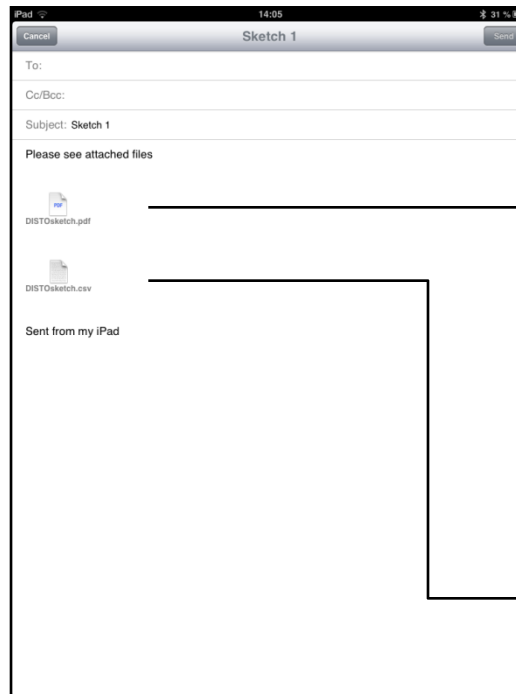 iPad 14:05 31 %
Cancel Sketch 1 Send
To:
Cc/Bcc:
Subject: Sketch 1
Please see attached files
PDF
DISTOsketch.pdf
DISTOsketch.csv
Sent from my iPad